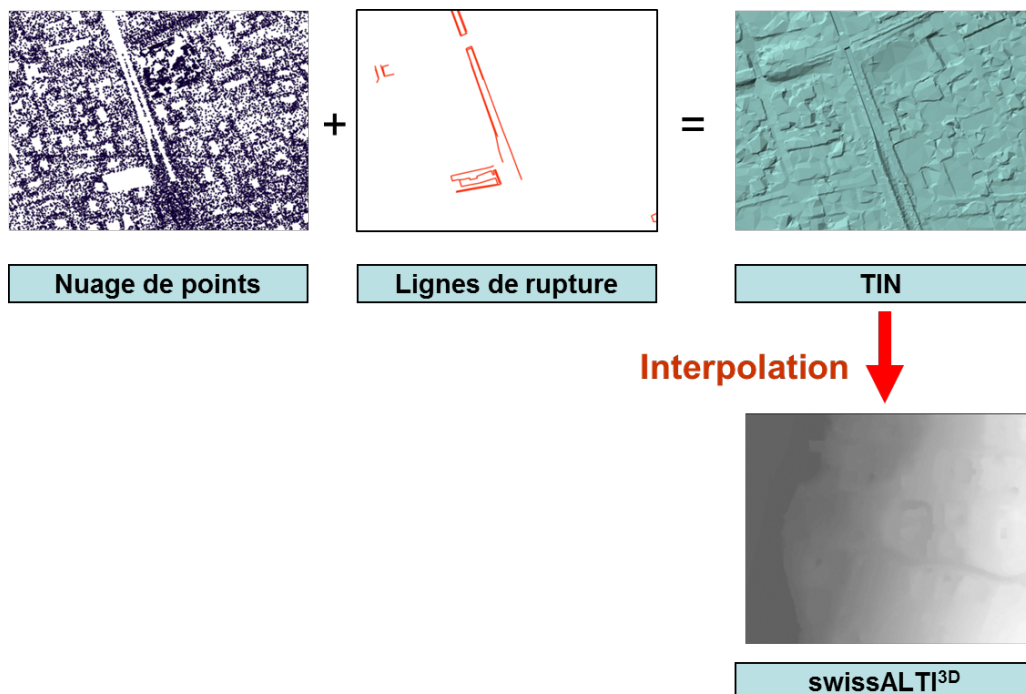 +
=
Nuage de points
Lignes de rupture
TIN
Interpolation
swissALTI3D